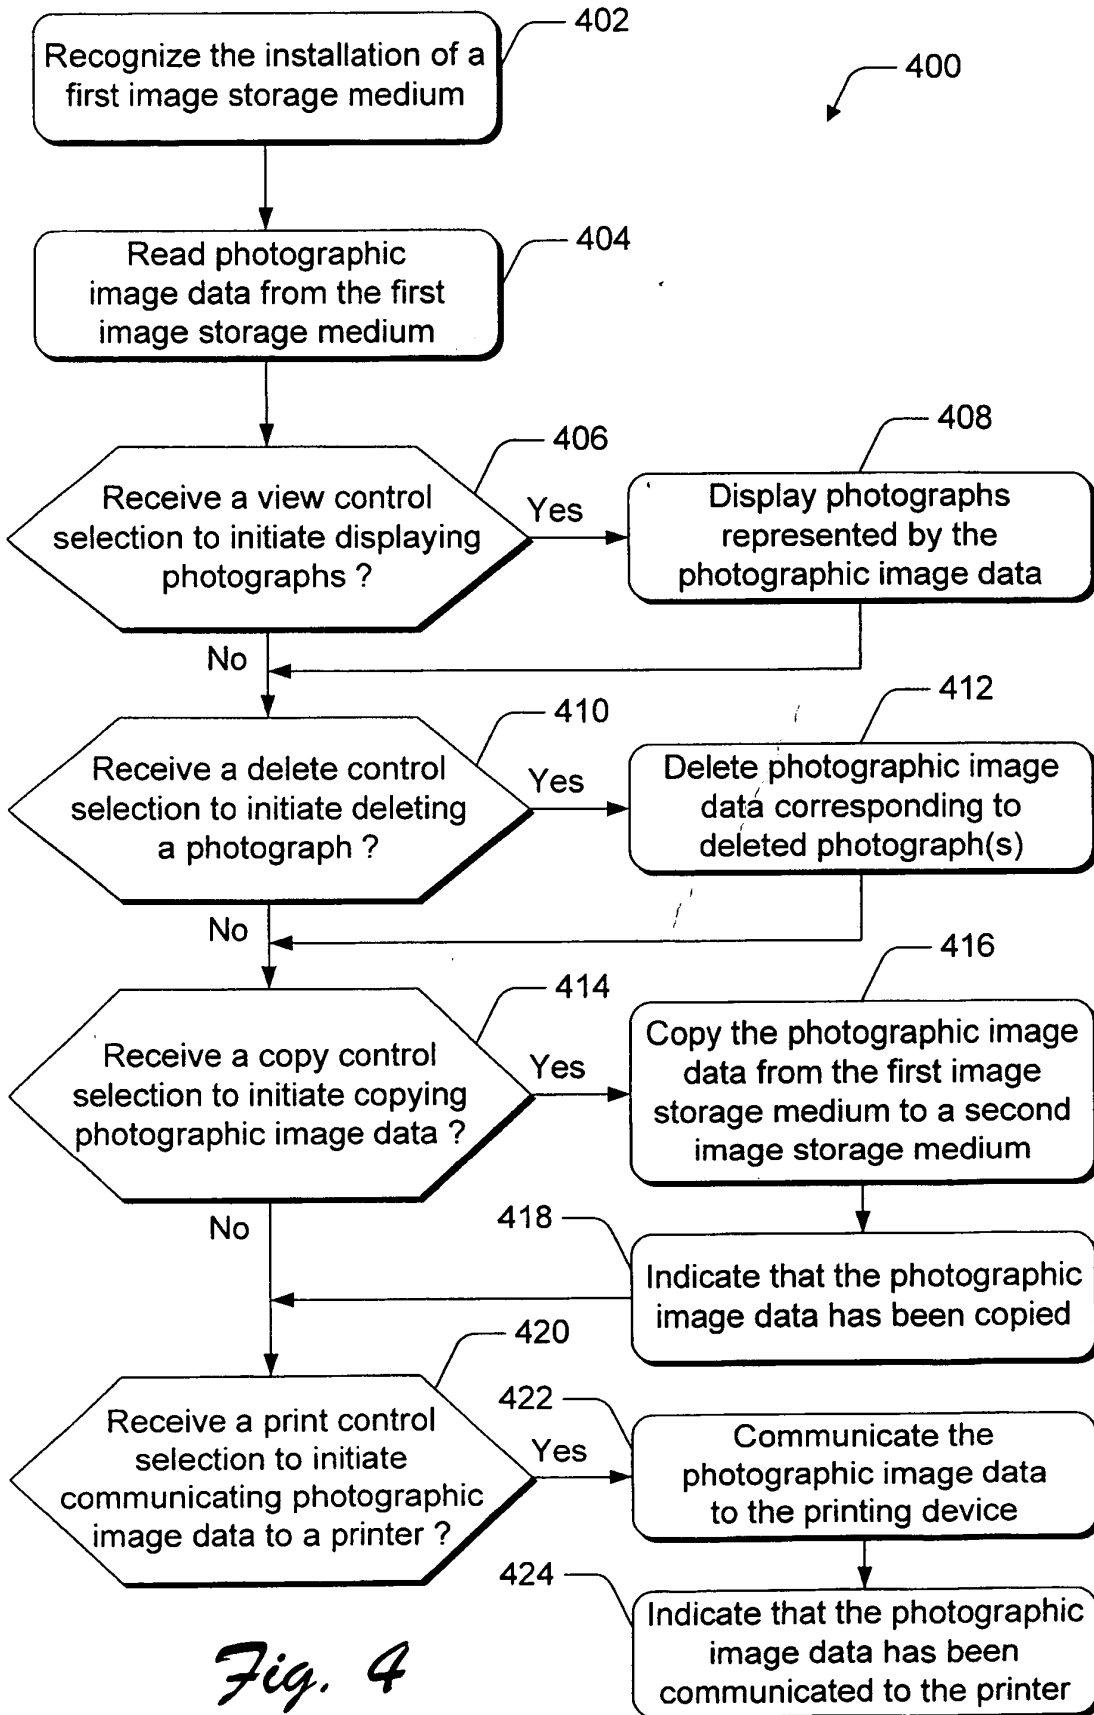 402
Recognize the installation of a
first image storage medium
400
404
Read photographic
image data from the first
image storage medium
406
Receive a view control
selection to initiate displaying
photographs ?
Yes
408
Display photographs
represented by the
photographic image data
No
410
Receive a delete control
selection to initiate deleting
a photograph ?
Yes
412
Delete photographic image
data corresponding to
deleted photograph(s)
No
414
Receive a copy control
selection to initiate copying
photographic image data ?
Yes
416
Copy the photographic image
data from the first image
storage medium to a second
image storage medium
No
418
Indicate that the photographic
image data has been copied
420
Receive a print control
selection to initiate
communicating photographic
image data to a printer ?
Yes
422
Communicate the
photographic image data
to the printing device
424
Indicate that the photographic
image data has been
communicated to the printer
Fig. 4